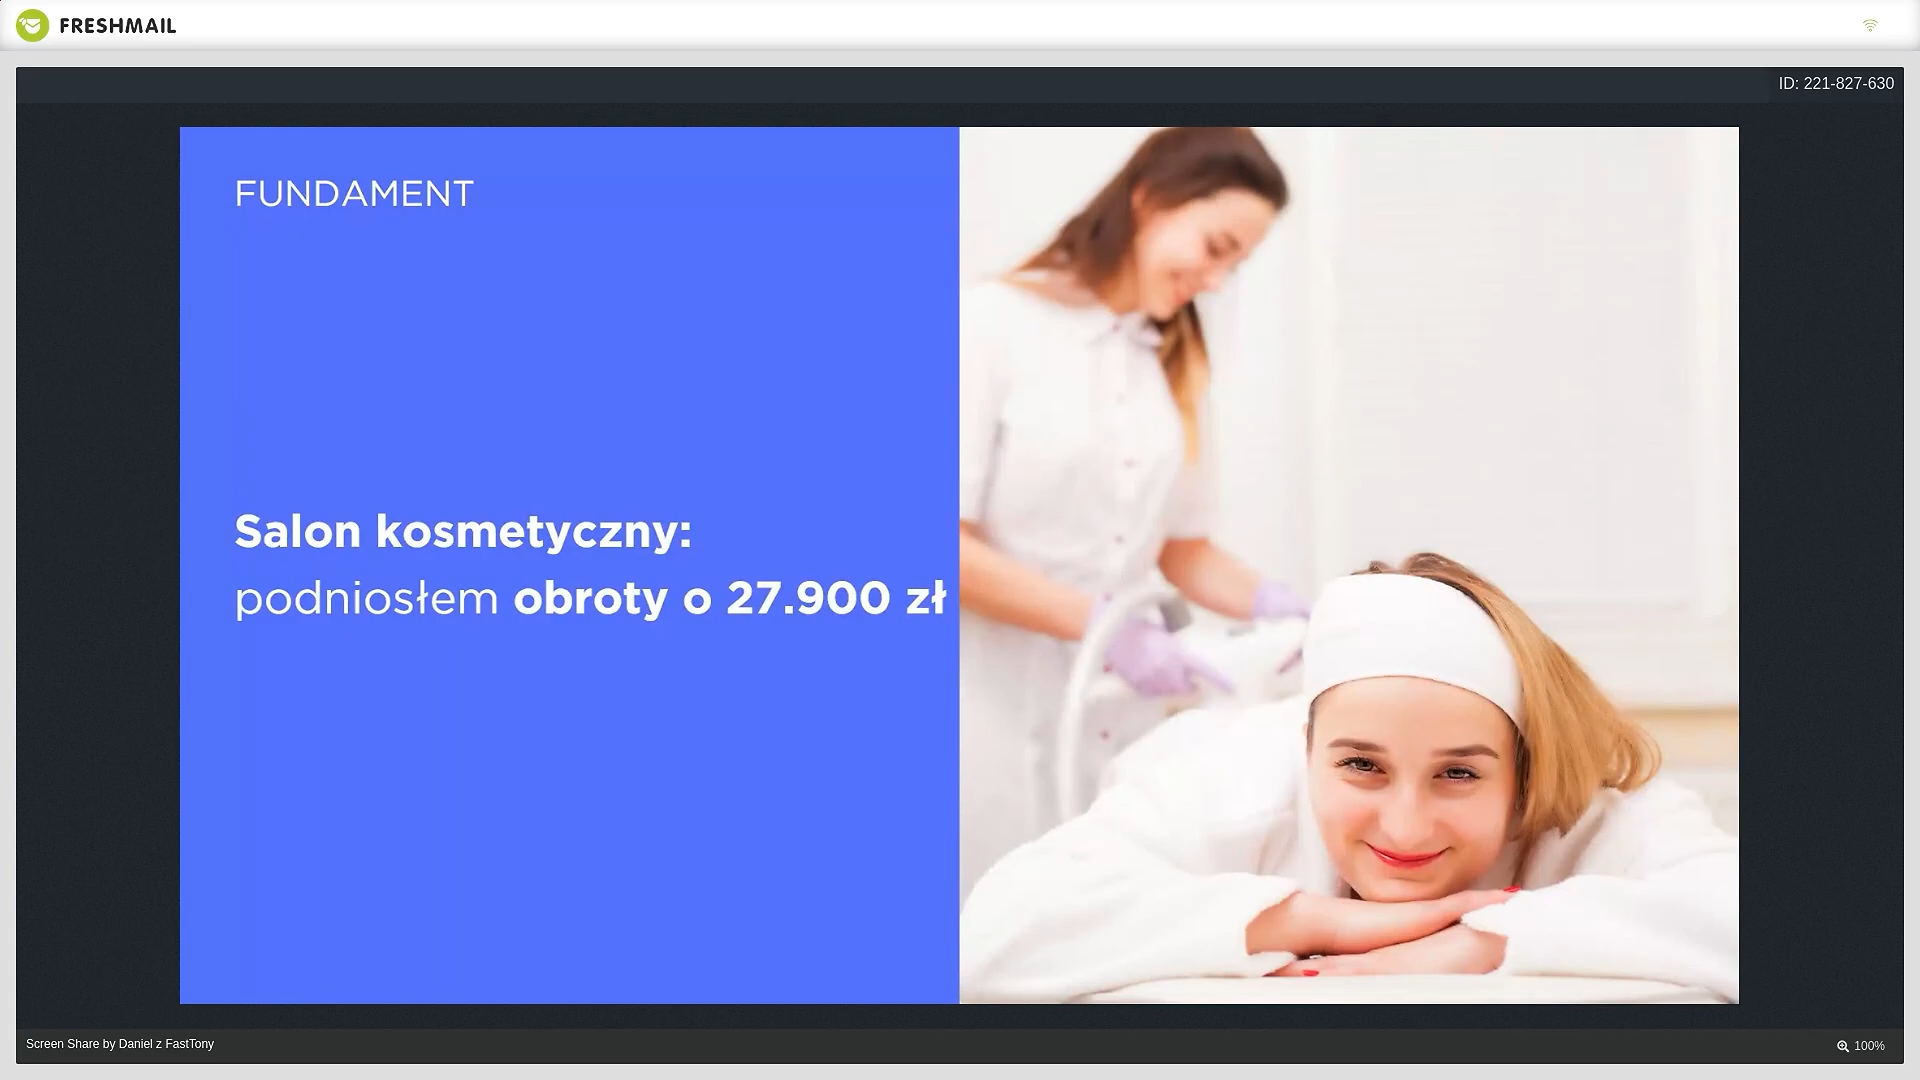 FRESHMAIL
ID: 221-827-630
FUNDAMENT
Salon kosmetyczny:
podniosłem obroty o 27.900 zł
Screen Share by Daniel z FastTony
100%